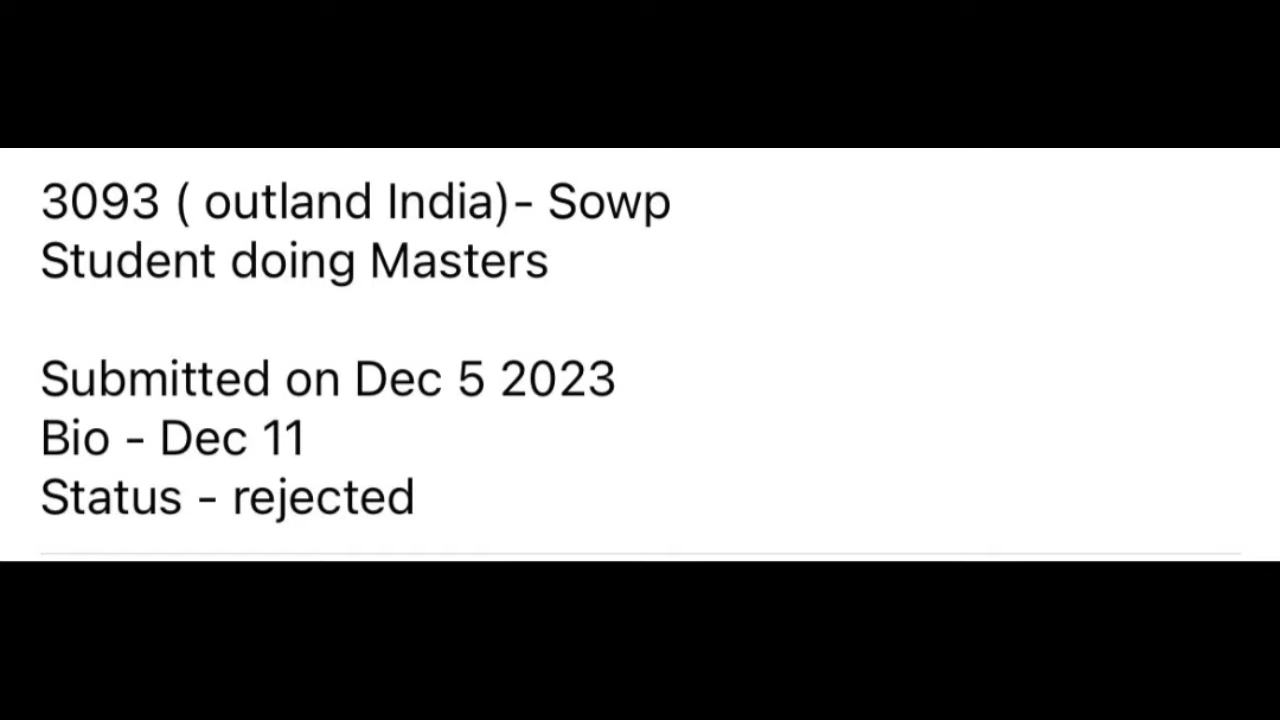 3093 ( outland India)- Sowp
Student doing Masters
Submitted on Dec 5 2023
Bio - Dec 11
Status - rejected